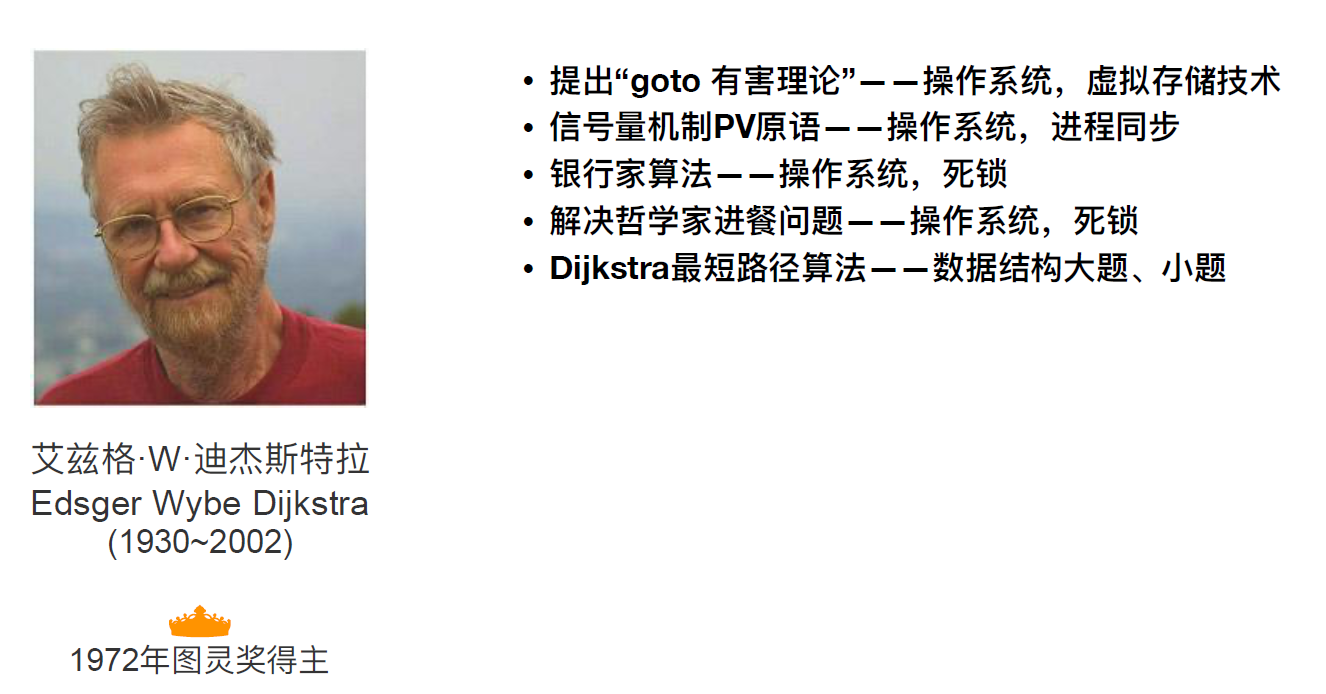 • 提出“goto 有害理论”——操作系统，虚拟存储技术
• 信号量机制PV原语——操作系统，进程同步
• 银行家算法——操作系统，死锁
• 解决哲学家进餐问题——操作系统，死锁
• Dijkstra最短路径算法——数据结构大题、小题
艾兹格·W·迪杰斯特拉
Edsger Wybe Dijkstra
(1930~2002)
1972年图灵奖得主